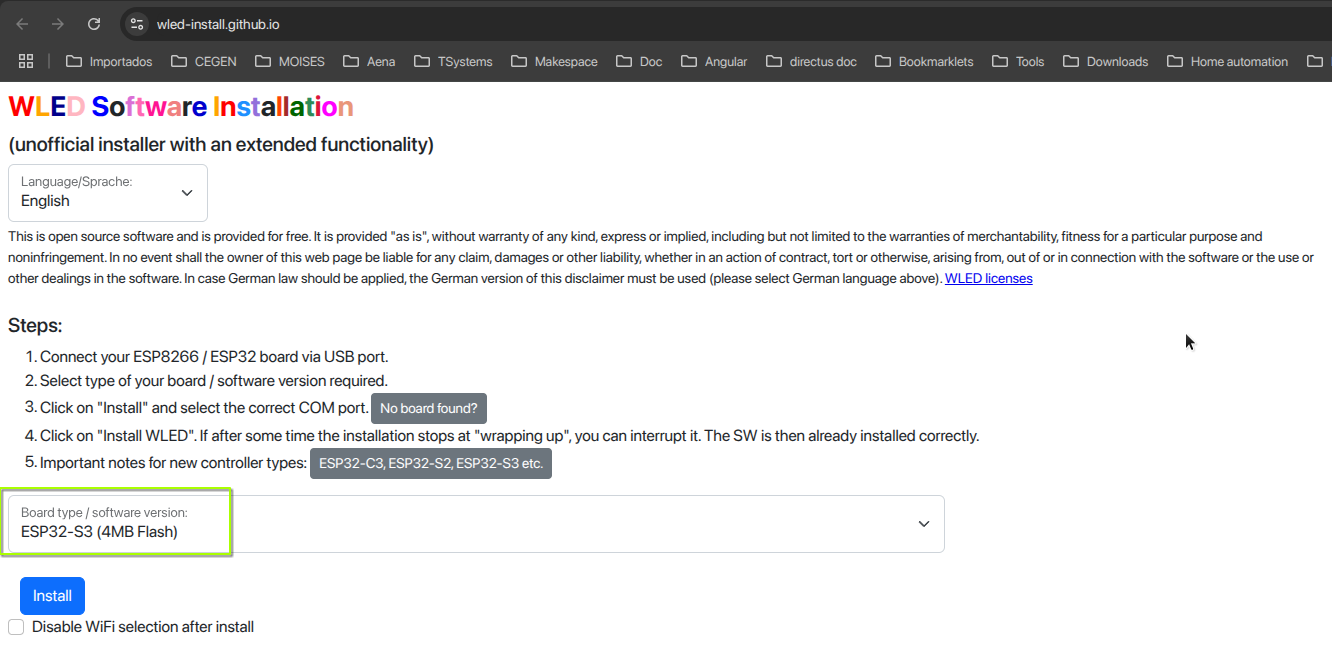 wled-install.github.io
Importados CEGEN MOISES Aena TSystems Makespace Doc Angular directus doc Bookmarklets Tools Downloads Home automation
WLED Software Installation
(unofficial installer with an extended functionality)
Language/Sprache:
English
This is open source software and is provided for free. It is provided "as is", without warranty of any kind, express or implied, including but not limited to the warranties of merchantability, fitness for a particular purpose and
noninfringement. In no event shall the owner of this web page be liable for any claim, damages or other liability, whether in an action of contract, tort or otherwise, arising from, out of or in connection with the software or the use or
other dealings in the software. In case German law should be applied, the German version of this disclaimer must be used (please select German language above). WLED licenses
Steps:
1. Connect your ESP8266 / ESP32 board via USB port.
2. Select type of your board / software version required.
3. Click on "Install" and select the correct COM port. No board found?
4. Click on "Install WLED". If after some time the installation stops at "wrapping up", you can interrupt it. The SW is then already installed correctly.
5. Important notes for new controller types: ESP32-C3, ESP32-S2, ESP32-S3 etc.
Board type / software version:
ESP32-S3 (4MB Flash)
Install
Disable WiFi selection after install